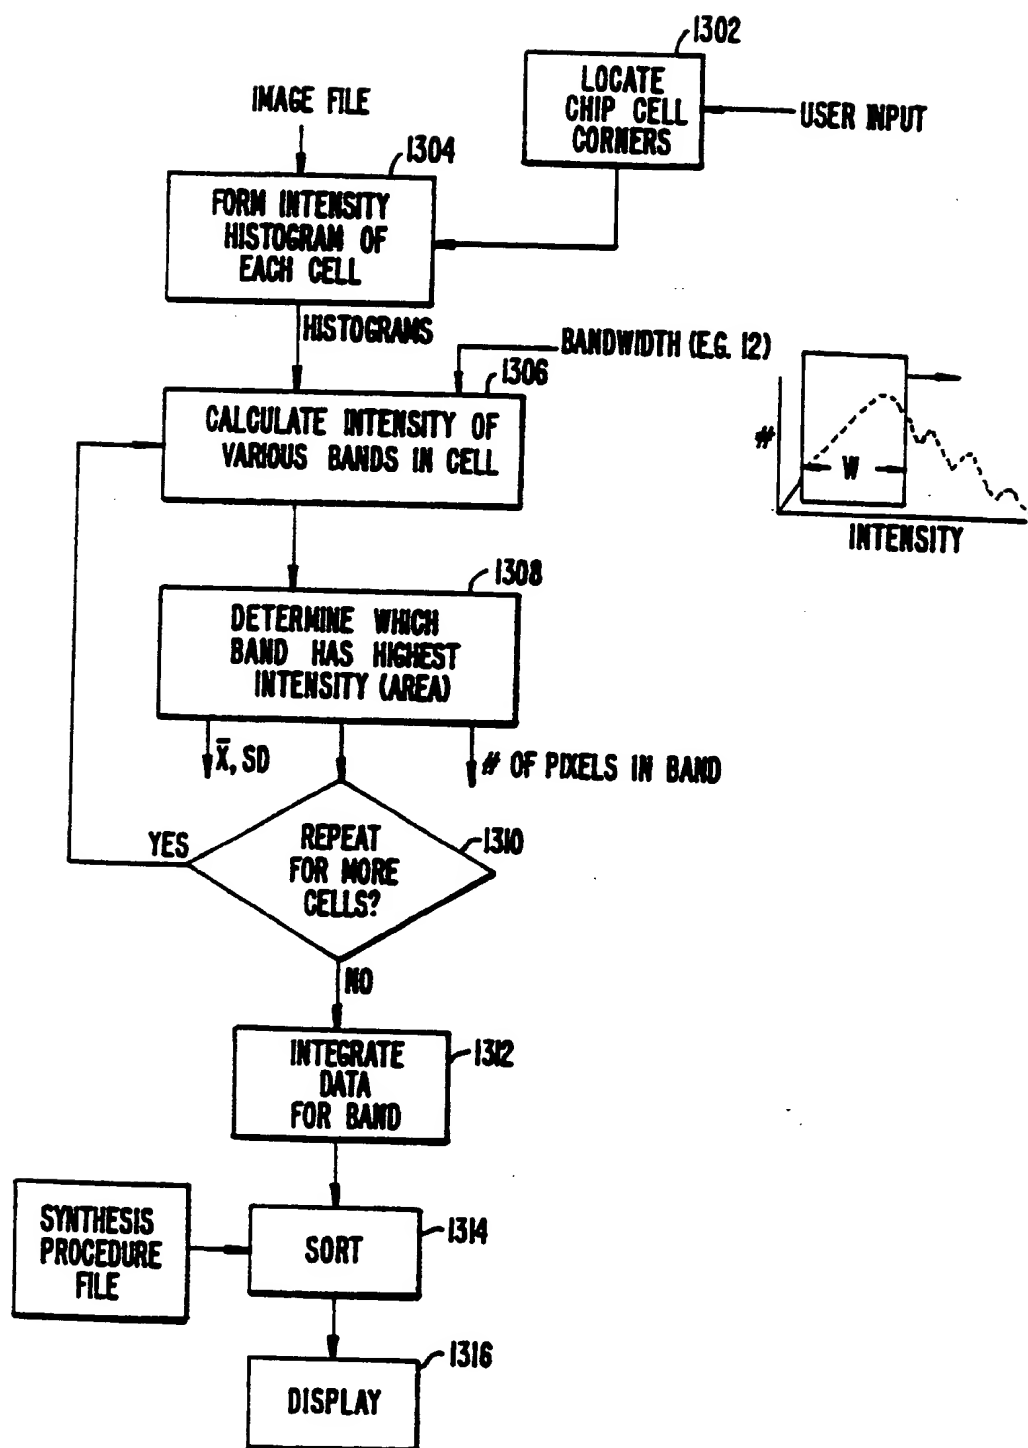 1302
LOCATE
CHIP CELL
CORNERS
USER INPUT
IMAGE FILE
1304
FORM INTENSITY
HISTOGRAM OF
EACH CELL
HISTOGRAMS
BANDWIDTH (E.G. 12)
1306
CALCULATE INTENSITY OF
VARIOUS BANDS IN CELL
#
W
INTENSITY
1308
DETERMINE WHICH
BAND HAS HIGHEST
INTENSITY (AREA)
X̄, SD
# OF PIXELS IN BAND
YES
REPEAT
FOR MORE
CELLS?
1310
NO
INTEGRATE
DATA
FOR BAND
1312
SYNTHESIS
PROCEDURE
FILE
SORT
1314
DISPLAY
1316